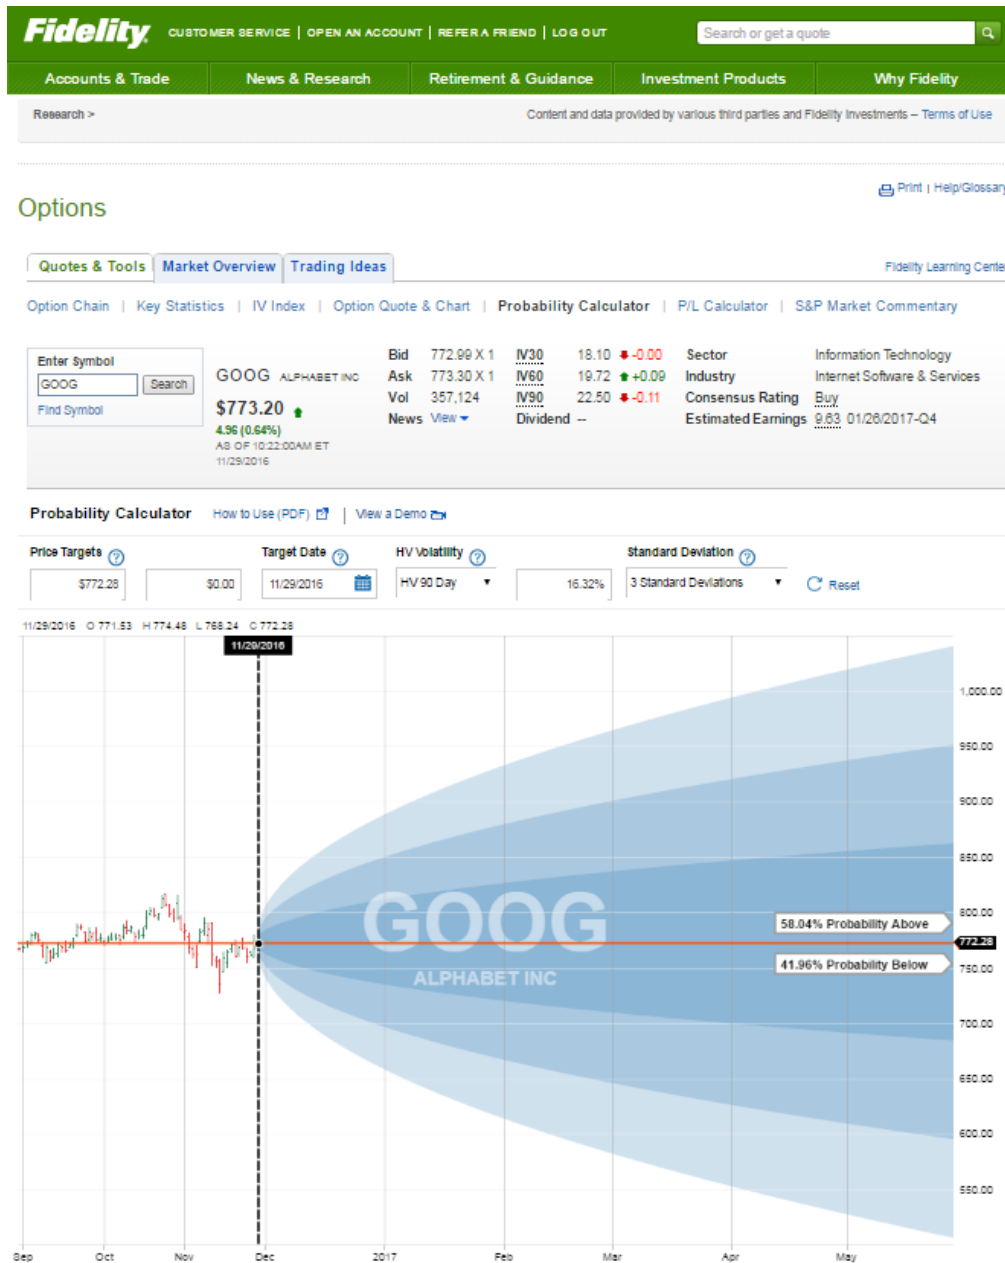 Fidelity CUSTOMER SERVICE | OPEN AN ACCOUNT | REFER A FRIEND | LOG OUT Search or get a quote
Accounts & Trade News & Research Retirement & Guidance Investment Products Why Fidelity
Research > Content and data provided by various third parties and Fidelity Investments – Terms of Use
Print | Help/Glossary
Options
Quotes & Tools Market Overview Trading Ideas Fidelity Learning Cente
Option Chain | Key Statistics | IV Index | Option Quote & Chart | Probability Calculator | P/L Calculator | S&P Market Commentary
Enter Symbol
GOOG Search
Find Symbol
GOOG ALPHABET INC
$773.20
4.96 (0.64%)
AS OF 10:22:00AM ET
11/29/2016
Bid 772.99 X 1 IV30 18.10 -0.00 Sector Information Technology
Ask 773.30 X 1 IV60 19.72 +0.09 Industry Internet Software & Services
Vol 357,124 IV90 22.50 -0.11 Consensus Rating Buy
News View Dividend -- Estimated Earnings 9.63 01/26/2017-Q4
Probability Calculator How to Use (PDF) | View a Demo
Price Targets ? Target Date ? HV Volatility ? Standard Deviation ?
$772.28 $0.00 11/29/2016 HV 90 Day 16.32% 3 Standard Deviations Reset
11/29/2016 O 771.53 H 774.48 L 768.24 C 772.28
11/29/2016
1,000.00
950.00
900.00
850.00
800.00
GOOG
ALPHABET INC
58.04% Probability Above
772.28
41.96% Probability Below
750.00
700.00
650.00
600.00
550.00
Sep Oct Nov Dec 2017 Feb Mar Apr May